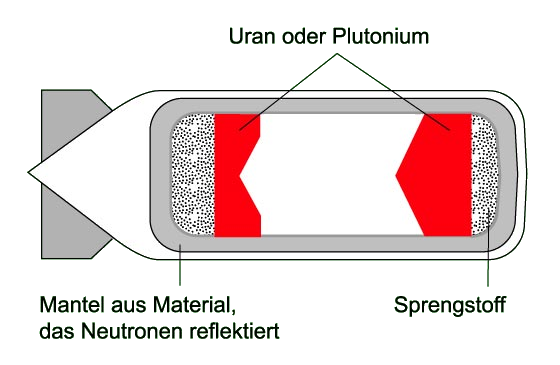 Uran oder Plutonium
Mantel aus Material,
das Neutronen reflektiert
Sprengstoff